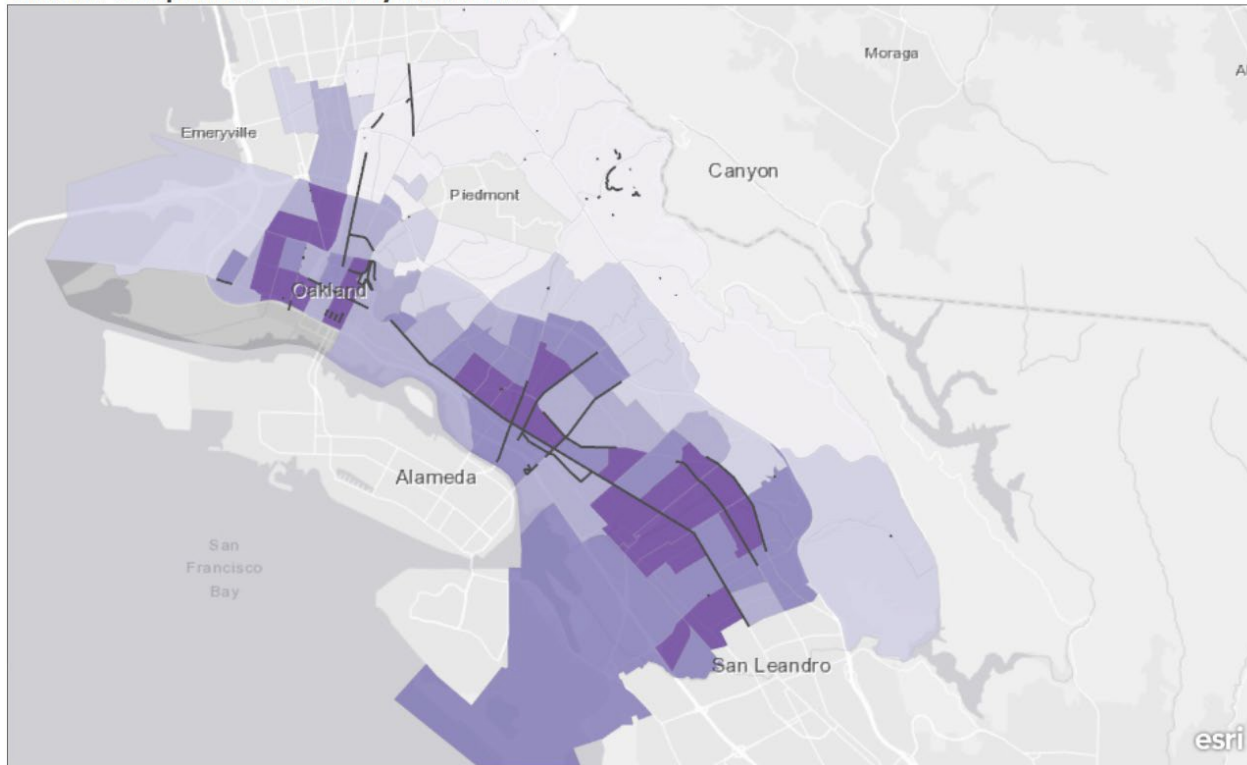 Moraga
Emeryville
Canyon
Piedmont
Oakland
Alameda
San
Francisco
Bay
San Leandro
esri